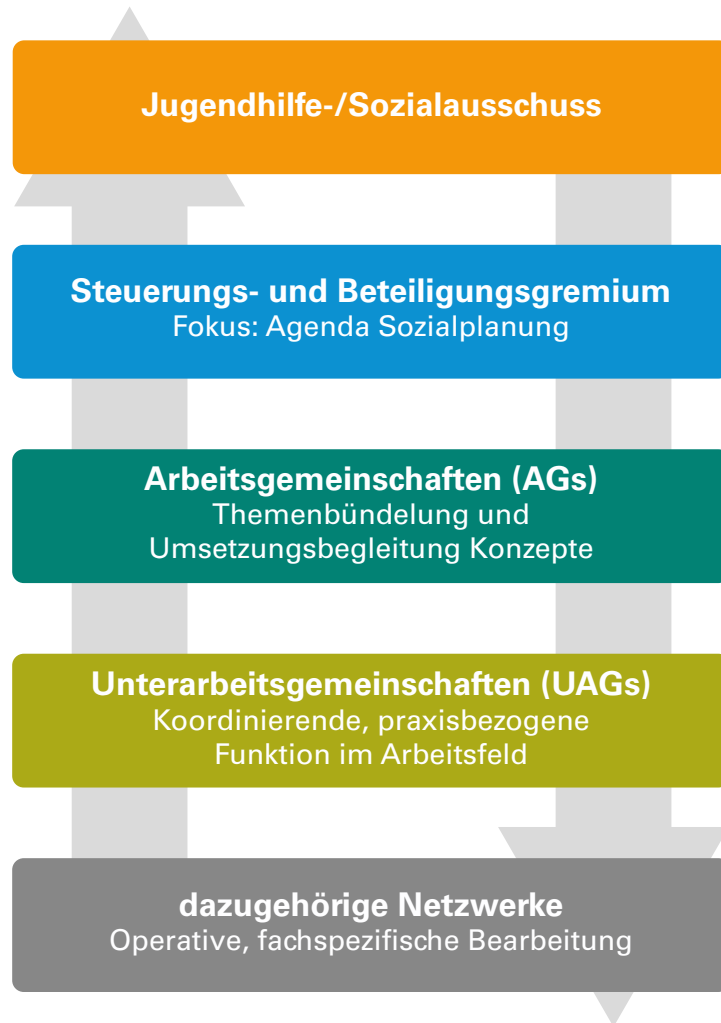 Jugendhilfe-/Sozialausschuss
Steuerungs- und Beteiligungsgremium
Fokus: Agenda Sozialplanung
Arbeitsgemeinschaften (AGs)
Themenbündelung und
Umsetzungsbegleitung Konzepte
Unterarbeitsgemeinschaften (UAGs)
Koordinierende, praxisbezogene
Funktion im Arbeitsfeld
dazugehörige Netzwerke
Operative, fachspezifische Bearbeitung